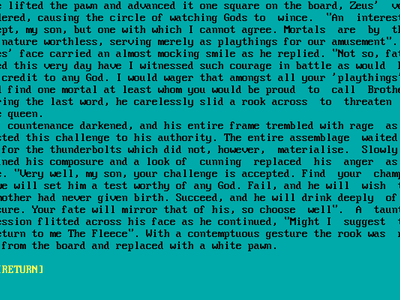 e lifted the pawn and advanced it one square on the board, Zeus' v
dered, causing the circle of watching Gods to wince. "An interest
ept, my son, but one with which I cannot agree. Mortals are by th
nature worthless, serving merely as playthings for our amusement".
es' face carried an almost mocking smile as he replied. "Not so, fat
ed this very day have I witnessed such courage in battle as would b
credit to any God. I would wager that amongst all your 'playthings'
d find one mortal at least whom you would be proud to call Brothe
ring the last word, he carelessly slid a rook across to threaten
e queen.
countenance darkened, and his entire frame trembled with rage as
cted this challenge to his authority. The entire assemblage waited
for the thunderbolts which did not, however, materialise. Slowly
ined his composure and a look of cunning replaced his anger as
e. "Very well, my son, your challenge is accepted. Find your champ
we will set him a test worthy of any God. Fail, and he will wish t
mother had never given birth. Succeed, and he will drink deeply of
sure. Your fate will mirror that of his, so choose well". A taunt
ession flitted across his face as he continued, "Might I suggest t
eturn to me The Fleece". With a contemptuous gesture the rook was r
from the board and replaced with a white pawn.
RETURN]